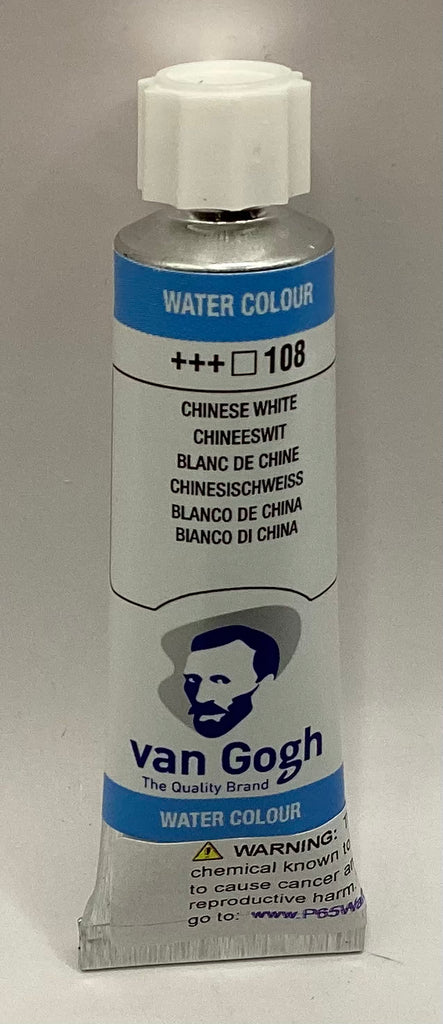 WATER COLOUR
+++□108
CHINESE WHITE
CHINEESWIT
BLANC DE CHINE
CHINESISCHWEISS
BLANCO DE CHINA
BIANCO DI CHINA
van Gogh
The Quality Brand
WATER COLOUR
WARNING:
chemical known to
to cause cancer
reproductive harm.
go to: